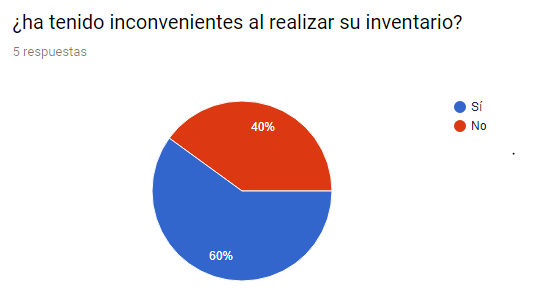 ¿ha tenido inconvenientes al realizar su inventario?
5 respuestas
Sí
No
40%
60%